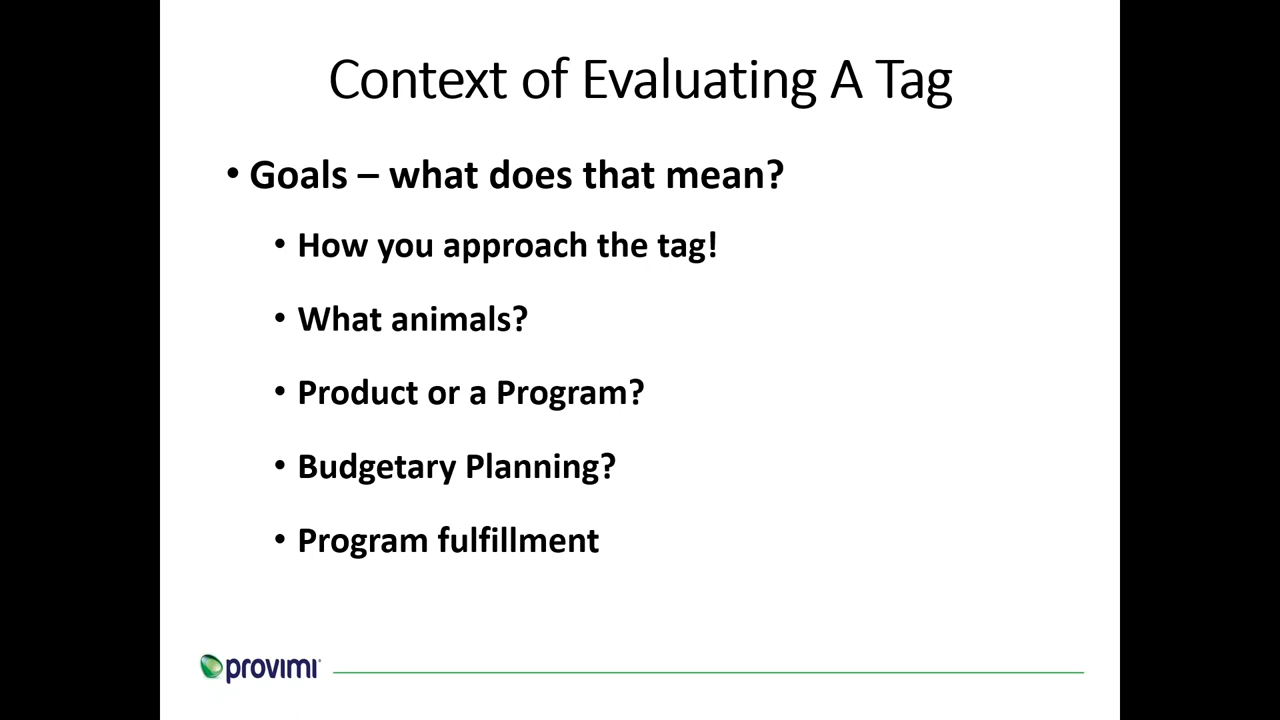 Context of Evaluating A Tag
• Goals – what does that mean?
• How you approach the tag!
• What animals?
• Product or a Program?
• Budgetary Planning?
• Program fulfillment
provimi